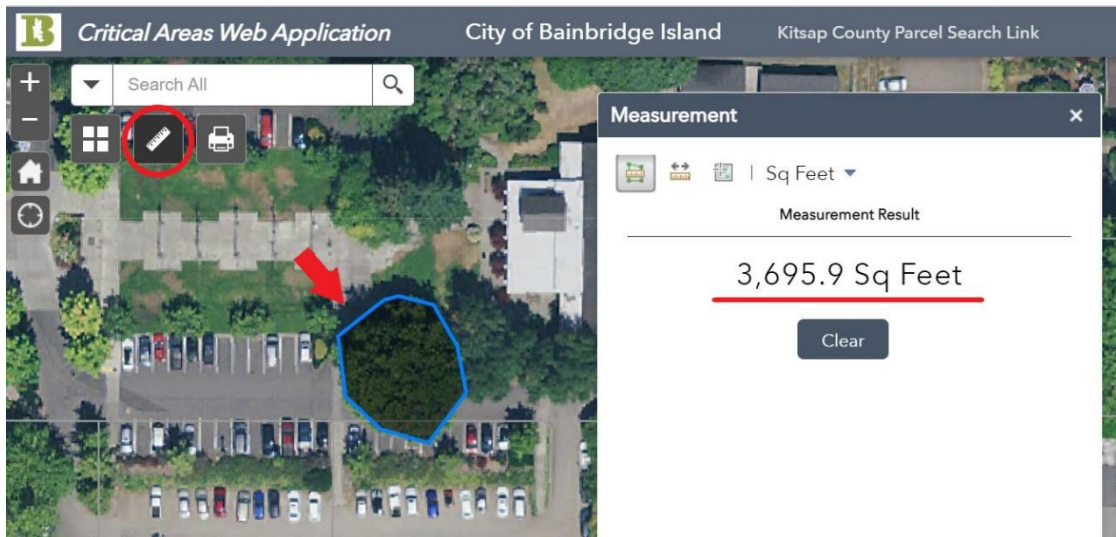 B
Critical Areas Web Application
City of Bainbridge Island
Kitsap County Parcel Search Link
Search All
Measurement
Sq Feet
Measurement Result
3,695.9 Sq Feet
Clear